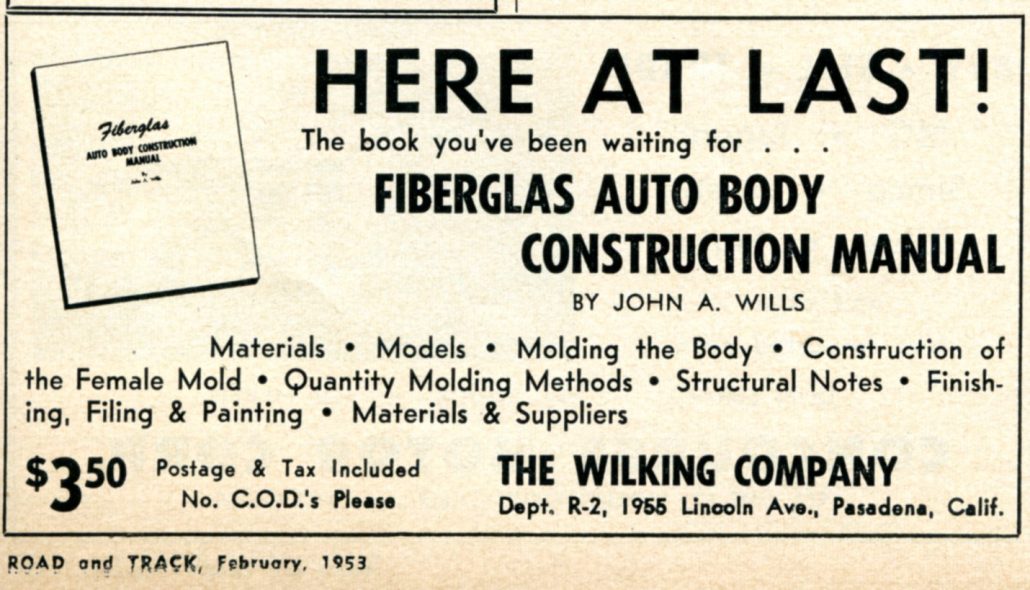 Fiberglas
AUTO BODY CONSTRUCTION
MANUAL
By
John A. Wills
HERE AT LAST!
The book you've been waiting for . . .
FIBERGLAS AUTO BODY
CONSTRUCTION MANUAL
BY JOHN A. WILLS
Materials • Models • Molding the Body • Construction of
the Female Mold • Quantity Molding Methods • Structural Notes • Finish-
ing, Filing & Painting • Materials & Suppliers
$3.50 Postage & Tax Included
No. C.O.D.'s Please
THE WILKING COMPANY
Dept. R-2, 1955 Lincoln Ave., Pasadena, Calif.
ROAD and TRACK, February, 1953